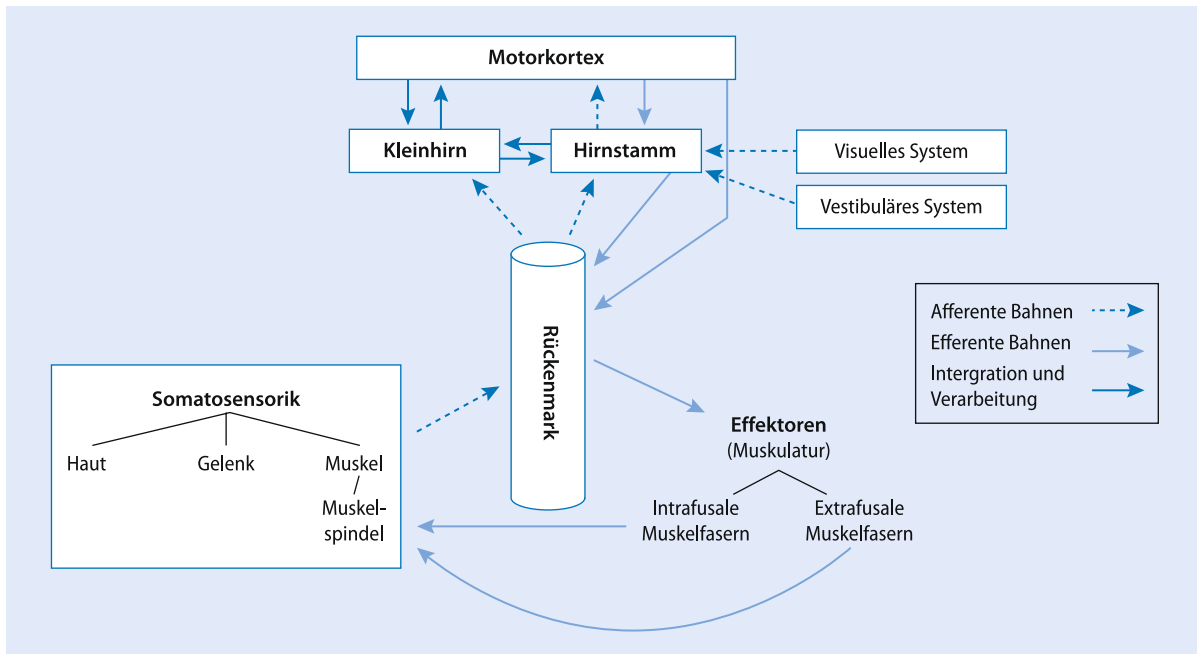 Motorkortex
Kleinhirn
Hirnstamm
Visuelles System
Vestibuläres System
Rückenmark
Afferente Bahnen
Efferente Bahnen
Intergration und
Verarbeitung
Somatosensorik
Haut
Gelenk
Muskel
Muskel-
spindel
Effektoren
(Muskulatur)
Intrafusale
Muskelfasern
Extrafusale
Muskelfasern